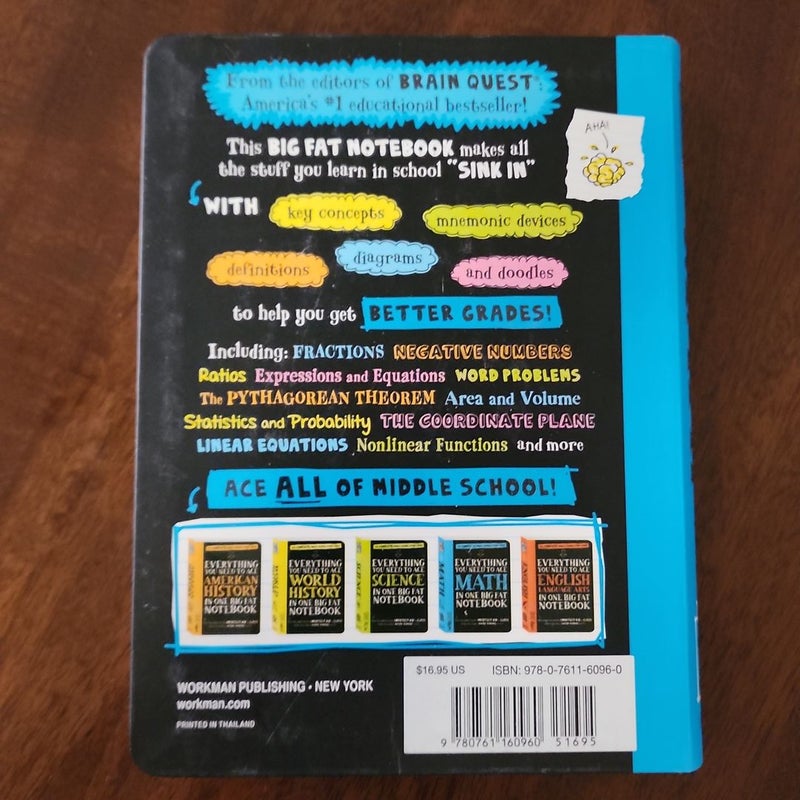 From the editors of BRAIN QUEST®:
America's #1 educational bestseller!
AHA!
This BIG FAT NOTEBOOK makes all
the stuff you learn in school "SINK IN"
WITH key concepts mnemonic devices
definitions diagrams and doodles
to help you get BETTER GRADES!
Including: FRACTIONS NEGATIVE NUMBERS
Ratios Expressions and Equations WORD PROBLEMS
The PYTHAGOREAN THEOREM Area and Volume
Statistics and Probability THE COORDINATE PLANE
LINEAR EQUATIONS Nonlinear Functions and more
ACE ALL OF MIDDLE SCHOOL!
EVERYTHING
YOU NEED TO ACE
AMERICAN
HISTORY
IN ONE BIG FAT
NOTEBOOK
EVERYTHING
YOU NEED TO ACE
WORLD
HISTORY
IN ONE BIG FAT
NOTEBOOK
EVERYTHING
YOU NEED TO ACE
SCIENCE
IN ONE BIG FAT
NOTEBOOK
MATH
EVERYTHING
YOU NEED TO ACE
MATH
IN ONE BIG FAT
NOTEBOOK
EVERYTHING
YOU NEED TO ACE
ENGLISH
LANGUAGE ARTS
IN ONE BIG FAT
NOTEBOOK
WORKMAN PUBLISHING • NEW YORK
workman.com
PRINTED IN THAILAND
$16.95 US ISBN: 978-0-7611-6096-0
9 780761 160960 51695